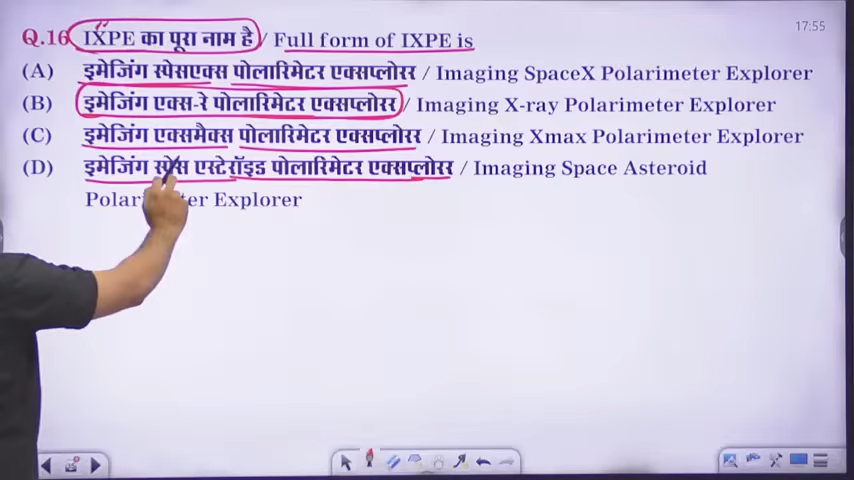 17:55
Q.16 IXPE का पूरा नाम है / Full form of IXPE is
(A) इमेजिंग स्पेसएक्स पोलारिमेटर एक्सप्लोरर / Imaging SpaceX Polarimeter Explorer
(B) इमेजिंग एक्स-रे पोलारिमेटर एक्सप्लोरर / Imaging X-ray Polarimeter Explorer
(C) इमेजिंग एक्समैक्स पोलारिमेटर एक्सप्लोरर / Imaging Xmax Polarimeter Explorer
(D) इमेजिंग स्पेस एस्टेरॉइड पोलारिमेटर एक्सप्लोरर / Imaging Space Asteroid
Polarimeter Explorer